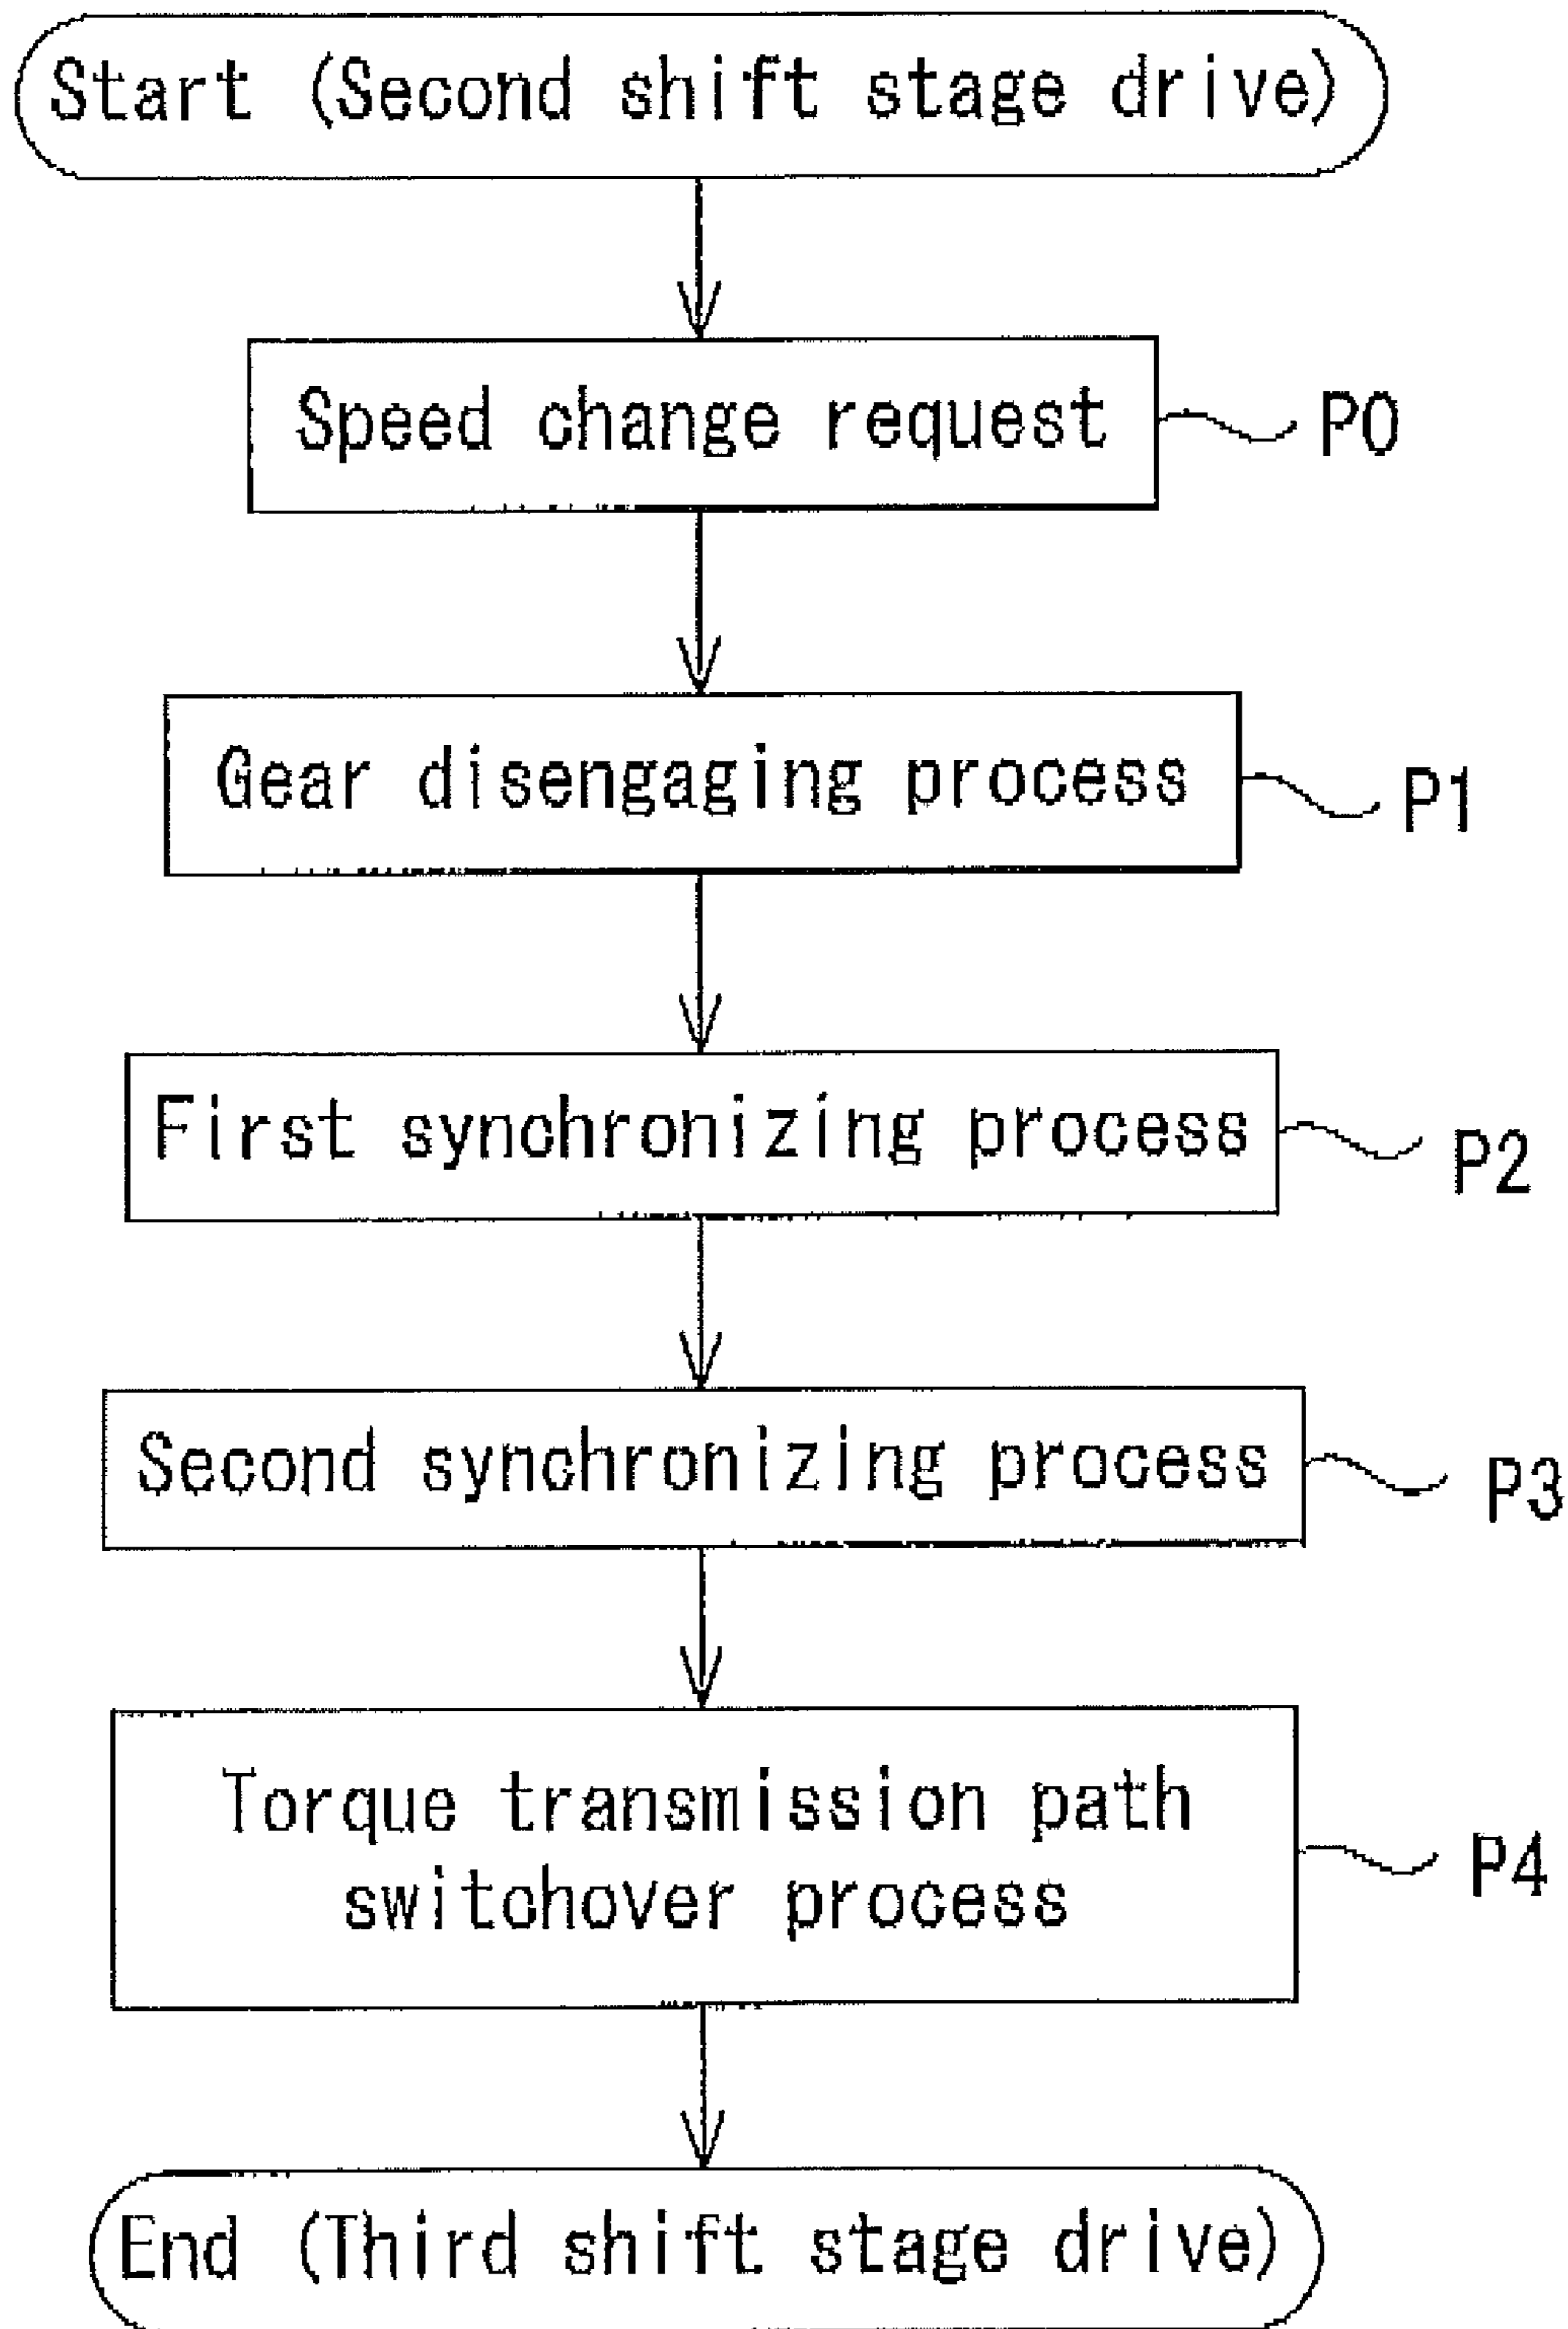 Start (Second shift stage drive)
Speed change request
P0
Gear disengaging process
P1
First synchronizing process
P2
Second synchronizing process
P3
Torque transmission path
switchover process
P4
End (Third shift stage drive)